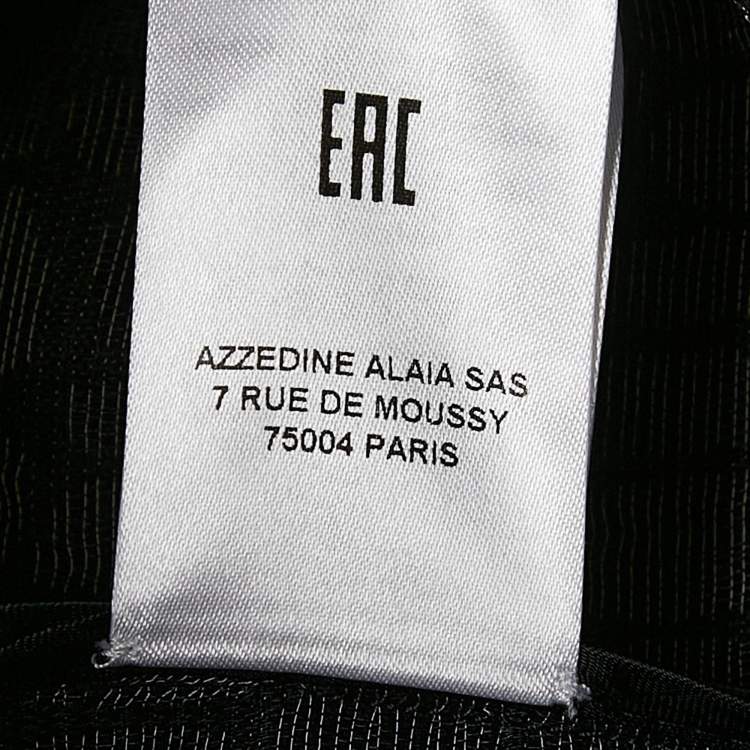 EAC
AZZEDINE ALAIA SAS
7 RUE DE MOUSSY
75004 PARIS